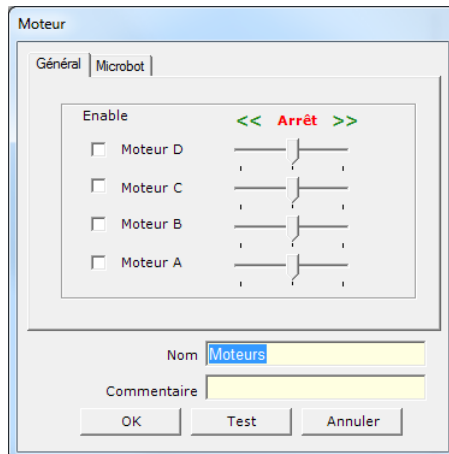 Moteur
Général Microbot
Enable << Arrêt >>
Moteur D
Moteur C
Moteur B
Moteur A
Nom Moteurs
Commentaire
OK Test Annuler